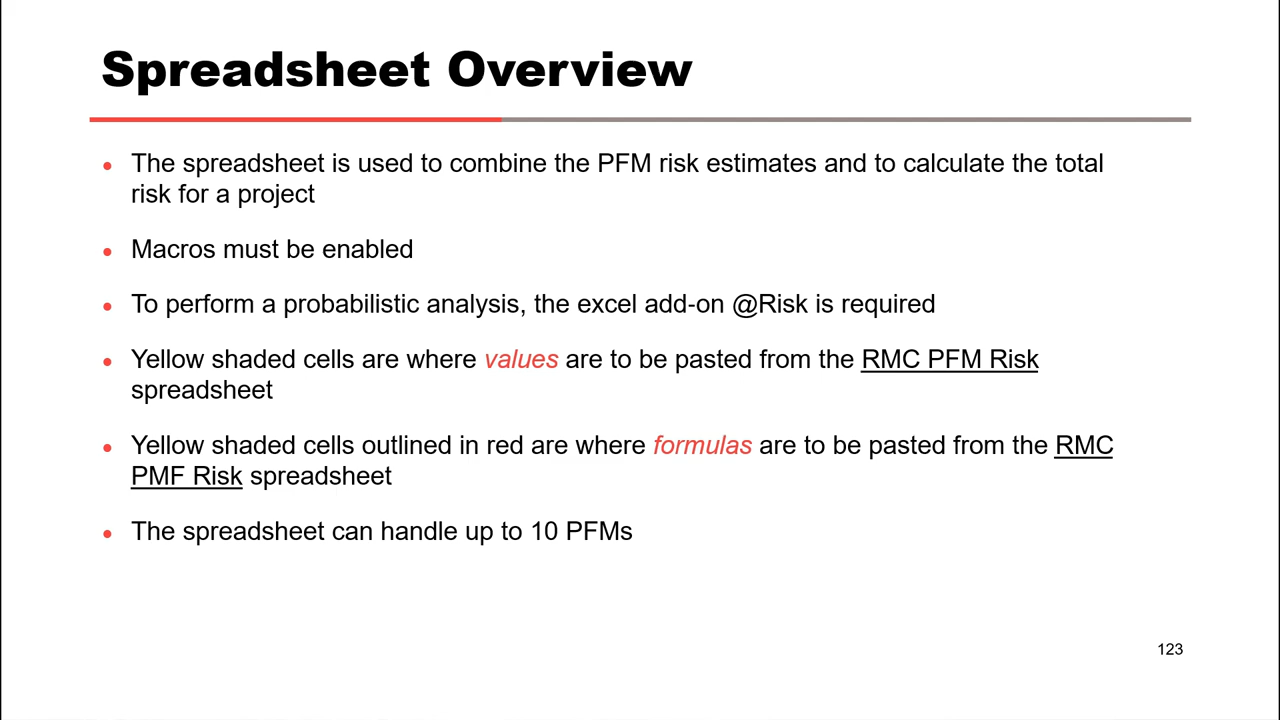 Spreadsheet Overview
• The spreadsheet is used to combine the PFM risk estimates and to calculate the total
risk for a project
• Macros must be enabled
• To perform a probabilistic analysis, the excel add-on @Risk is required
• Yellow shaded cells are where values are to be pasted from the RMC PFM Risk
spreadsheet
• Yellow shaded cells outlined in red are where formulas are to be pasted from the RMC
PMF Risk spreadsheet
• The spreadsheet can handle up to 10 PFMs
123